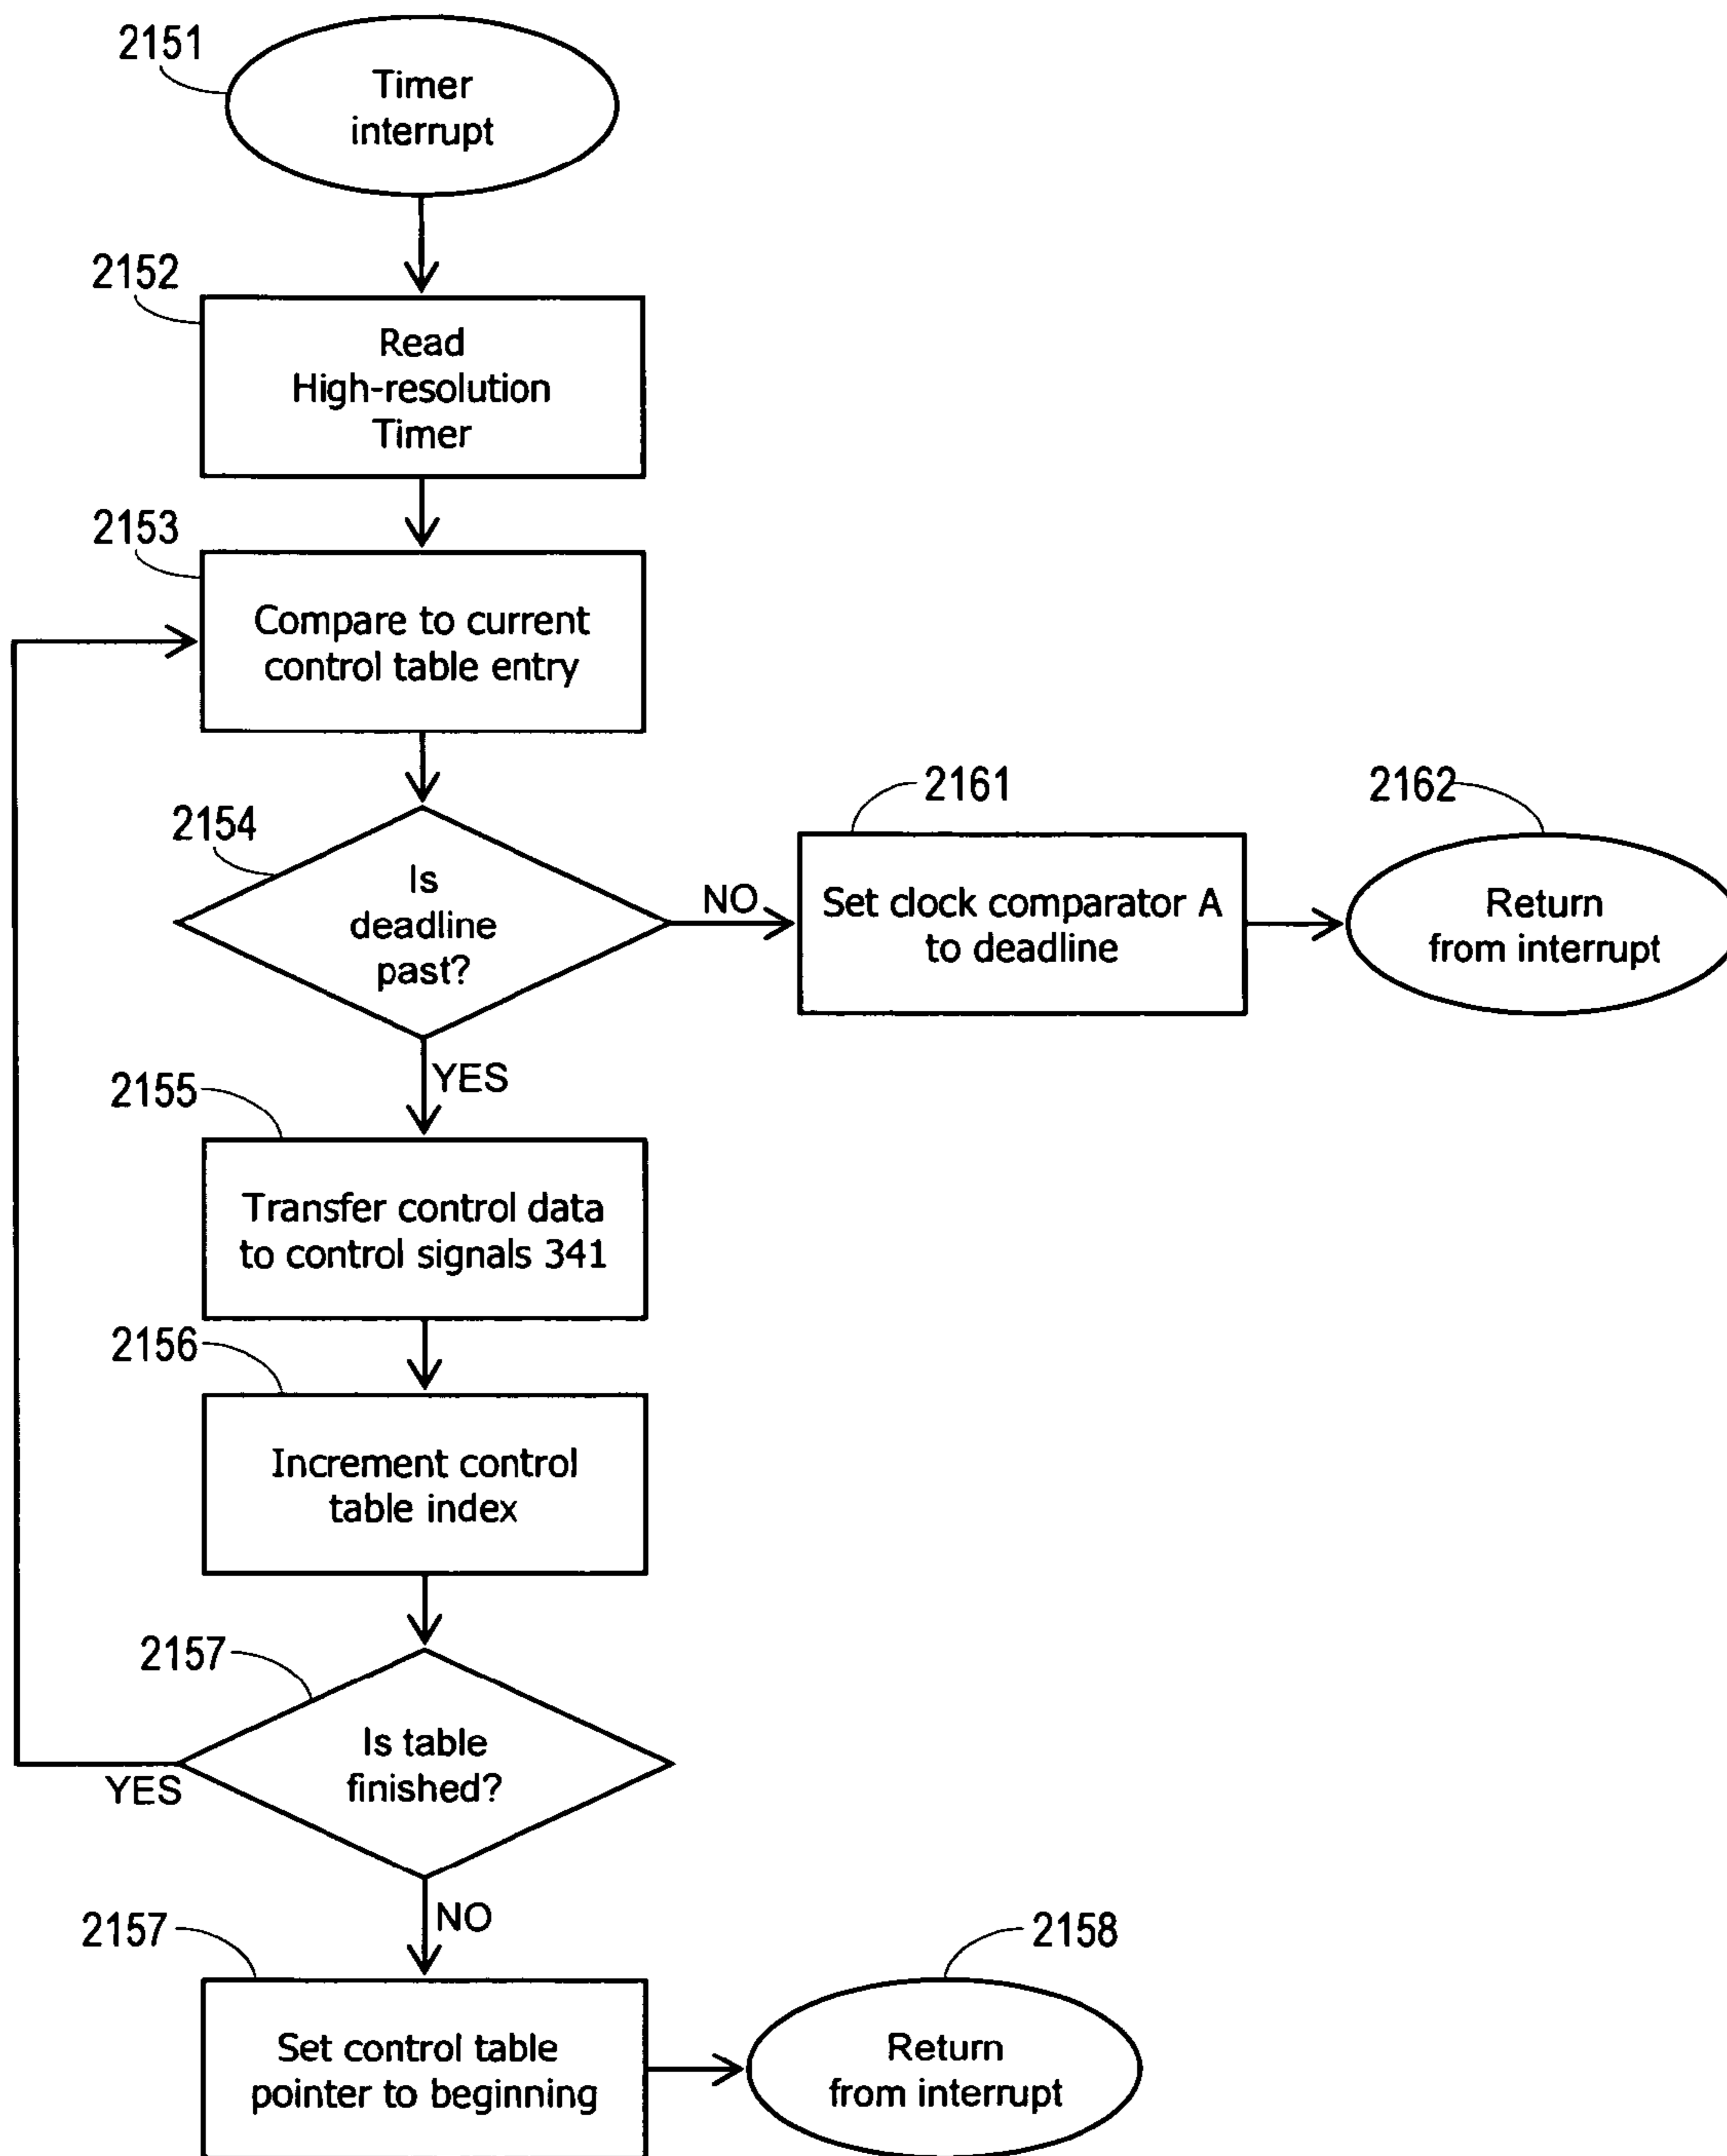 2151
Timer
interrupt
2152
Read
High-resolution
Timer
2153
Compare to current
control table entry
2154
Is
deadline
past?
NO
2161
Set clock comparator A
to deadline
2162
Return
from interrupt
YES
2155
Transfer control data
to control signals 341
2156
Increment control
table index
2157
Is table
finished?
YES
NO
2157
Set control table
pointer to beginning
2158
Return
from interrupt